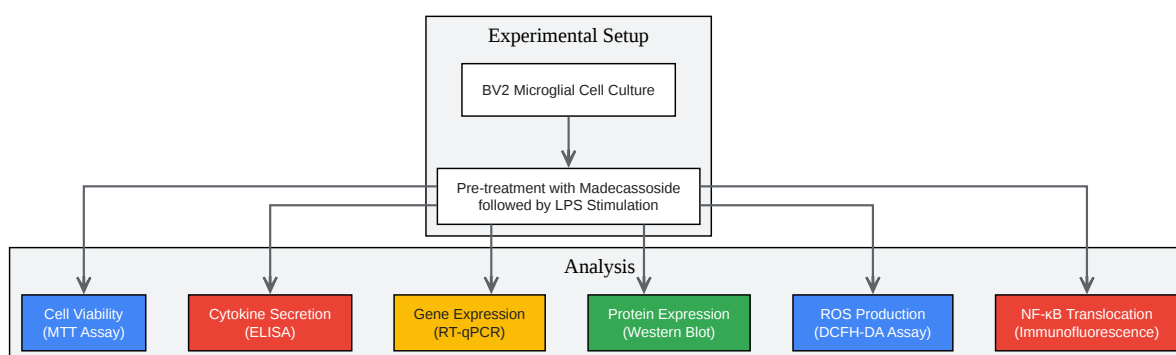 Experimental Setup
BV2 Microglial Cell Culture
Pre-treatment with Madecassoside
followed by LPS Stimulation
Analysis
Cell Viability
(MTT Assay)
Cytokine Secretion
(ELISA)
Gene Expression
(RT-qPCR)
Protein Expression
(Western Blot)
ROS Production
(DCFH-DA Assay)
NF-κB Translocation
(Immunofluorescence)